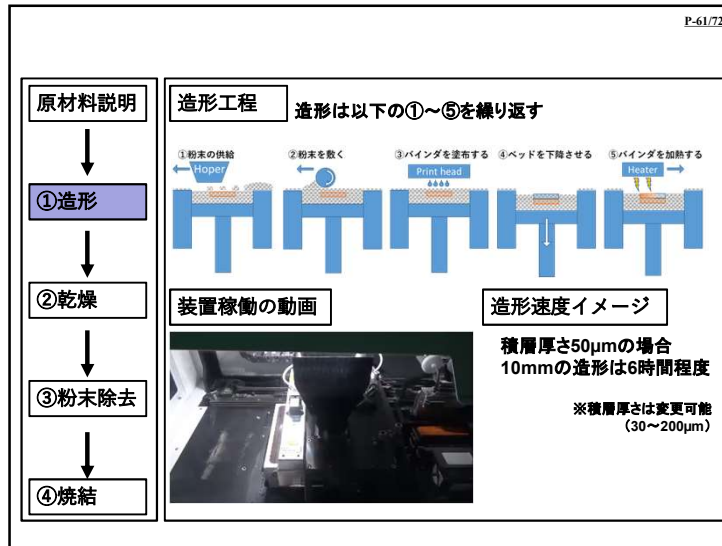 P-61/72
原材料説明
①造形
②乾燥
③粉末除去
④焼結
造形工程
造形は以下の①～⑤を繰り返す
①粉末の供給
Hoper
②粉末を敷く
③バインダを塗布する
Print head
④ベッドを下降させる
⑤バインダを加熱する
Heater
装置稼働の動画
造形速度イメージ
積層厚さ50μmの場合
10mmの造形は6時間程度
※積層厚さは変更可能
（30～200μm）